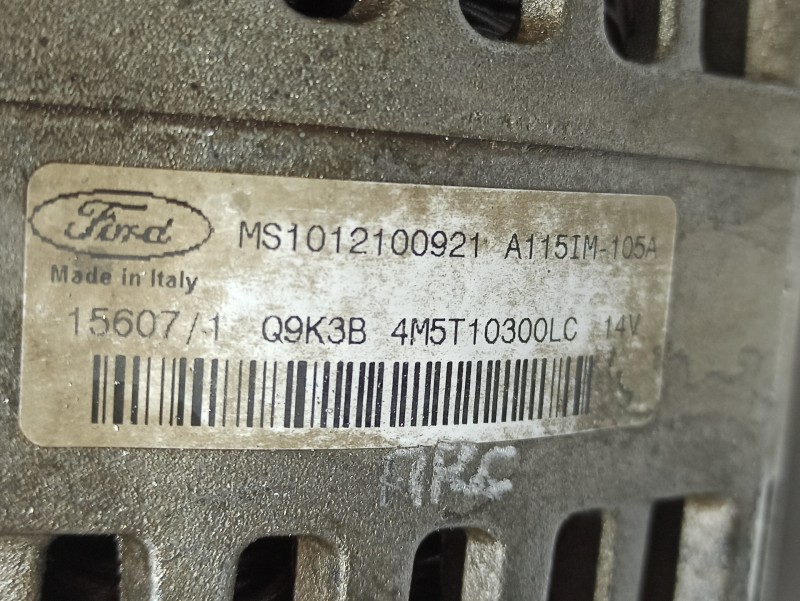 Ford
MS1012100921 A115IM-105A
Made in Italy
15607/1 Q9K3B 4M5T10300LC 14V